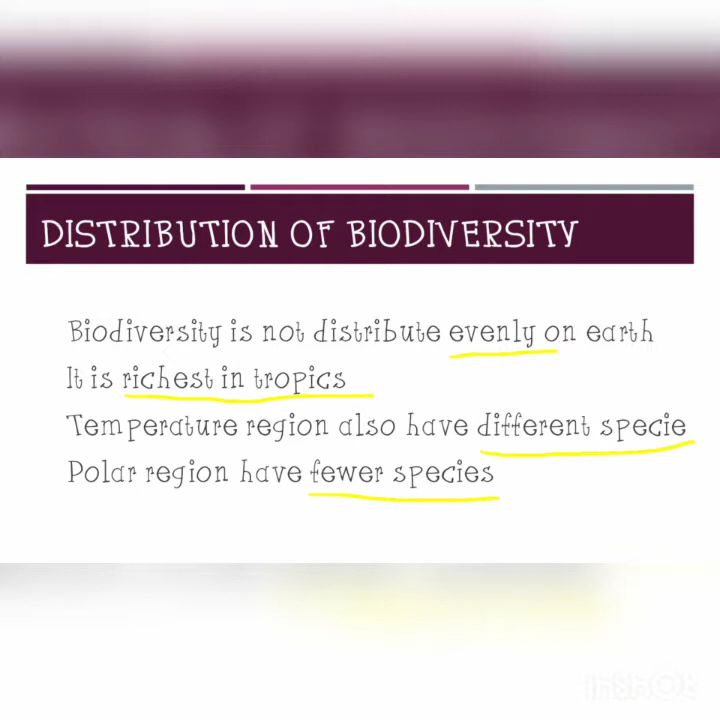 DISTRIBUTION OF BIODIVERSITY
Biodiversity is not distribute evenly on earth
It is richest in tropics
Temperature region also have different specie
Polar region have fewer species